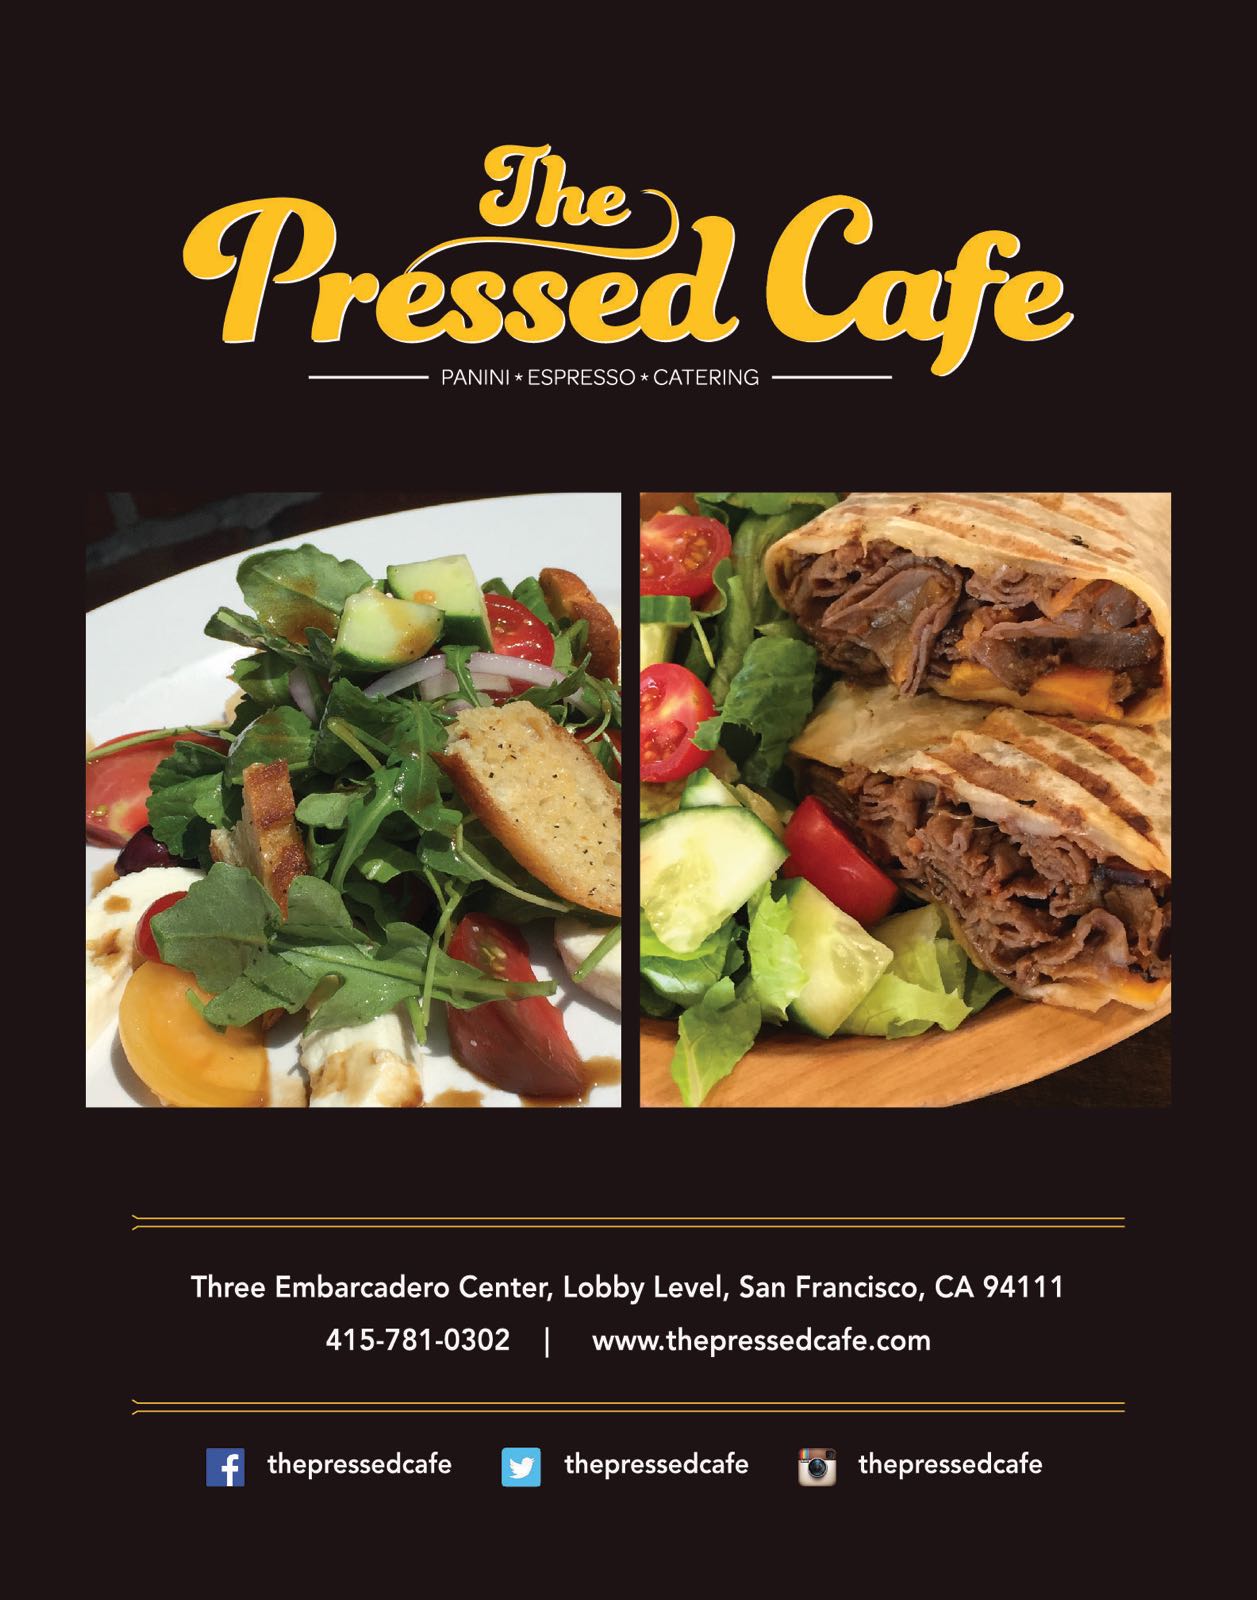 The
Pressed Cafe
PANINI * ESPRESSO * CATERING
Three Embarcadero Center, Lobby Level, San Francisco, CA 94111
415-781-0302 | www.thepressedcafe.com
thepressedcafe thepressedcafe thepressedcafe